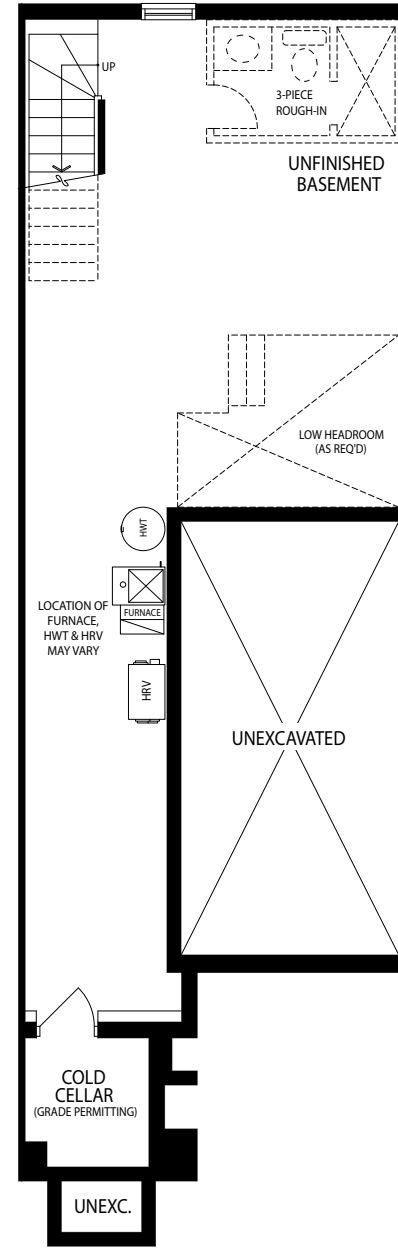 UP
3-PIECE
ROUGH-IN
UNFINISHED
BASEMENT
LOW HEADROOM
(AS REQ'D)
HWT
LOCATION OF
FURNACE,
HWT & HRV
MAY VARY
FURNACE
HRV
UNEXCAVATED
COLD
CELLAR
(GRADE PERMITTING)
UNEXC.